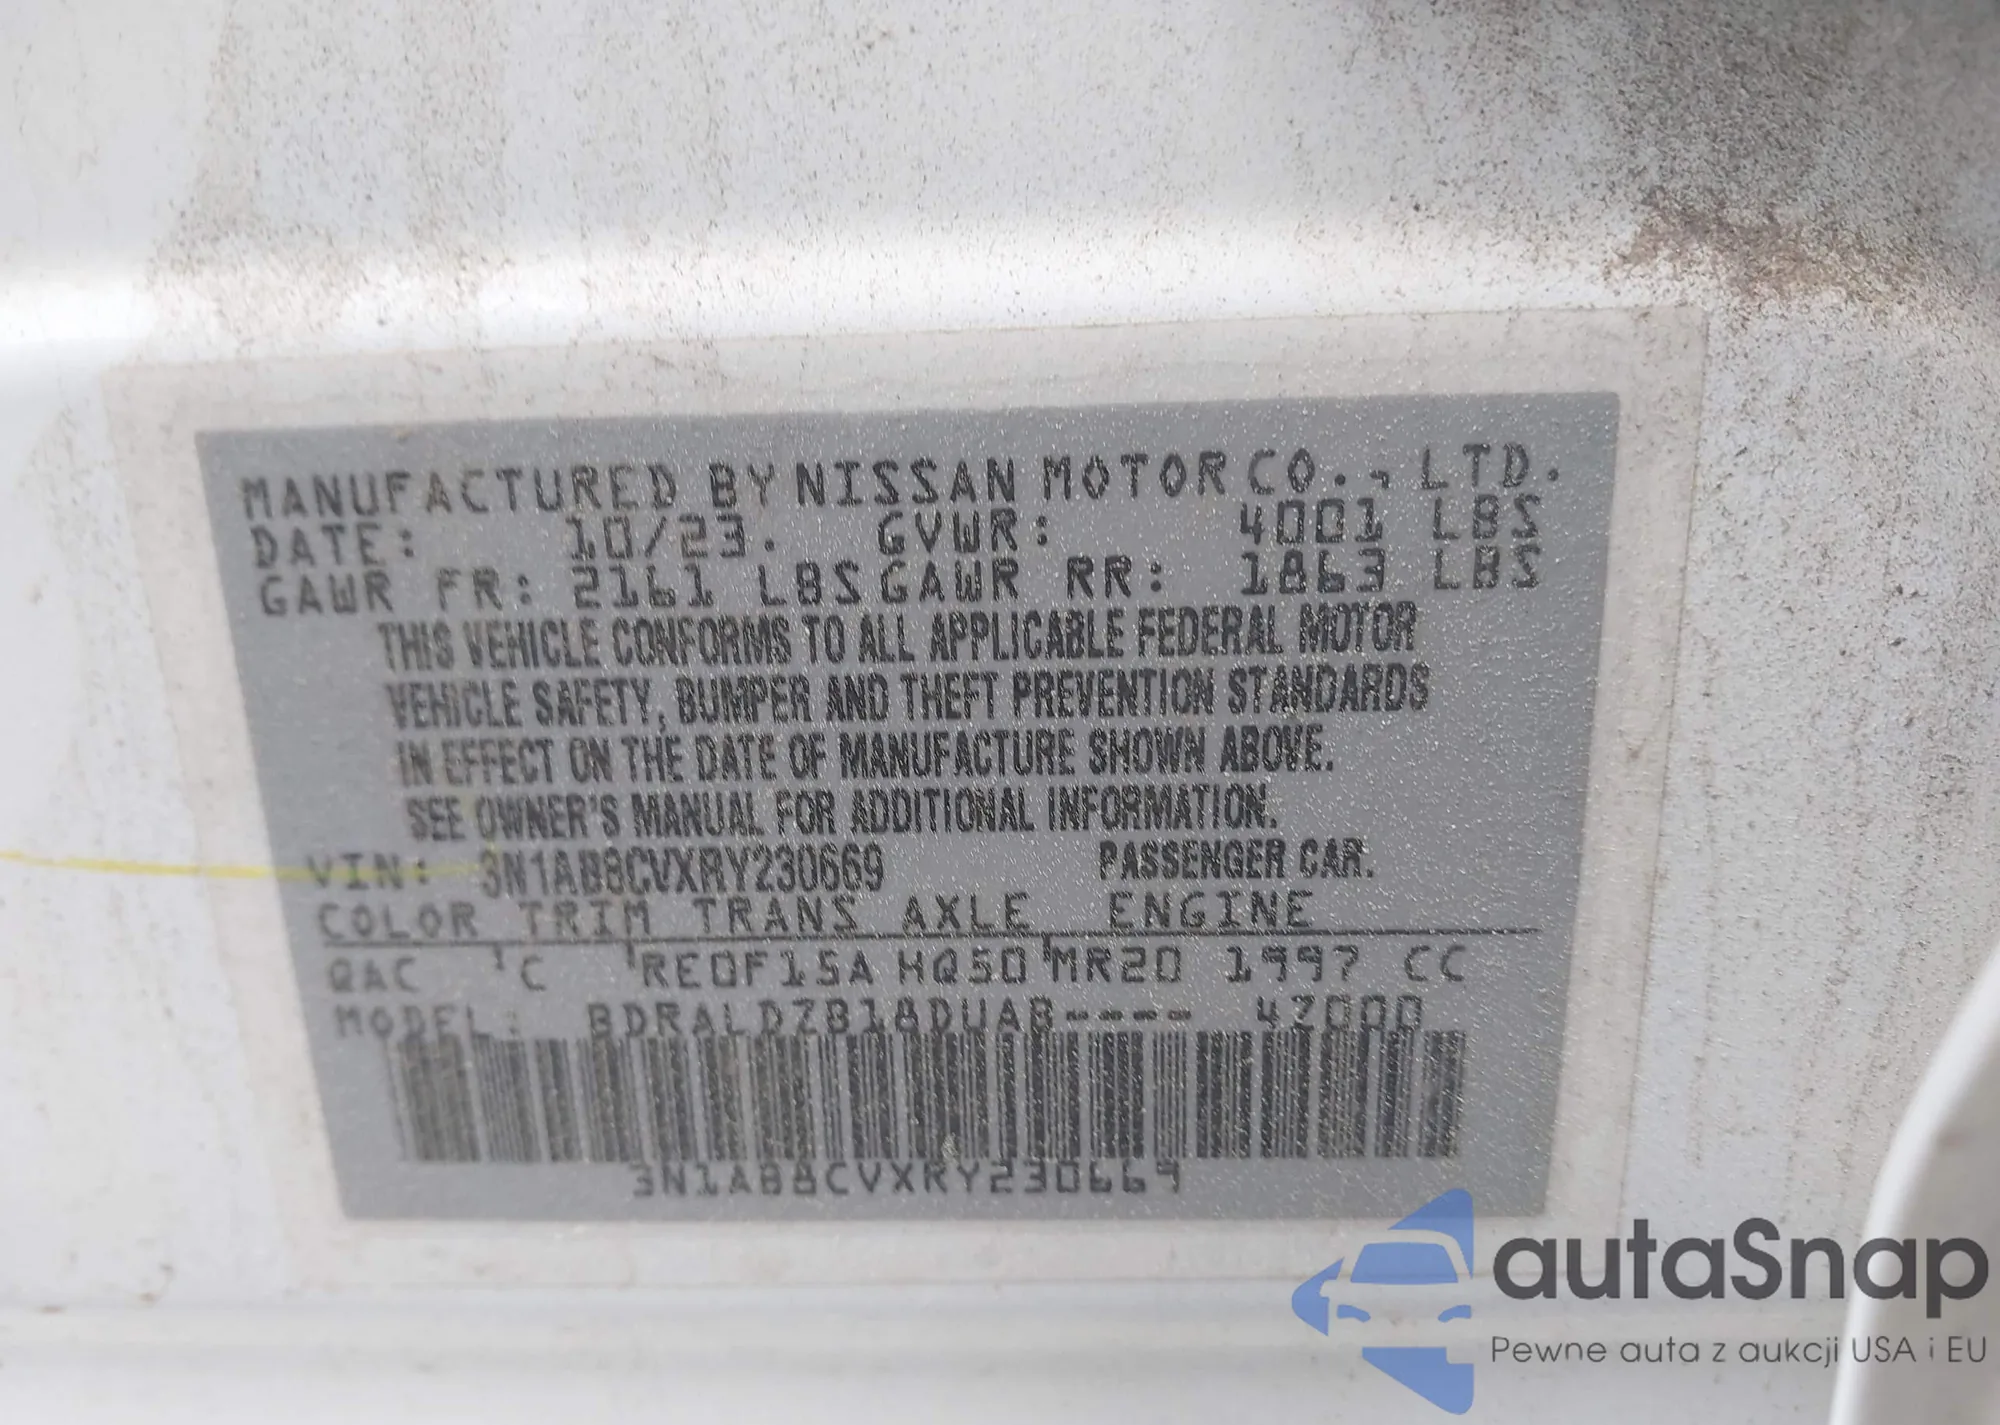 MANUFACTURED BY NISSAN MOTOR CO., LTD.
DATE: 10/23. GVWR: 4001 LBS
GAWR FR: 2161 LBS GAWR RR: 1863 LBS
THIS VEHICLE CONFORMS TO ALL APPLICABLE FEDERAL MOTOR
VEHICLE SAFETY, BUMPER AND THEFT PREVENTION STANDARDS
IN EFFECT ON THE DATE OF MANUFACTURE SHOWN ABOVE.
SEE OWNER'S MANUAL FOR ADDITIONAL INFORMATION.
VIN: 3N1AB8CVXRY230669 PASSENGER CAR.
COLOR TRIM TRANS AXLE ENGINE
QAC C RE0F15A HQ50 MR20 1997 CC
MODEL: BDRALDZB18DUAB---- 4Z000
3N1AB8CVXRY230669
autaSnap
Pewne auta z aukcji USA i EU